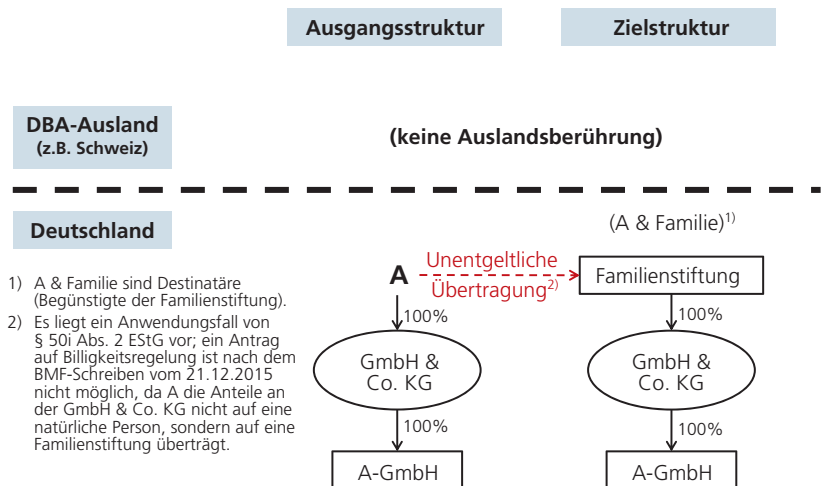 Ausgangsstruktur
Zielstruktur
DBA-Ausland
(z.B. Schweiz)
(keine Auslandsberührung)
Deutschland
1) A & Familie sind Destinatäre
(Begünstigte der Familienstiftung).
2) Es liegt ein Anwendungsfall von
§ 50i Abs. 2 EStG vor; ein Antrag
auf Billigkeitsregelung ist nach dem
BMF-Schreiben vom 21.12.2015
nicht möglich, da A die Anteile an
der GmbH & Co. KG nicht auf eine
natürliche Person, sondern auf eine
Familienstiftung überträgt.
A
100%
GmbH &
Co. KG
100%
A-GmbH
Unentgeltliche
Übertragung2)
(A & Familie)1)
Familienstiftung
100%
GmbH &
Co. KG
100%
A-GmbH